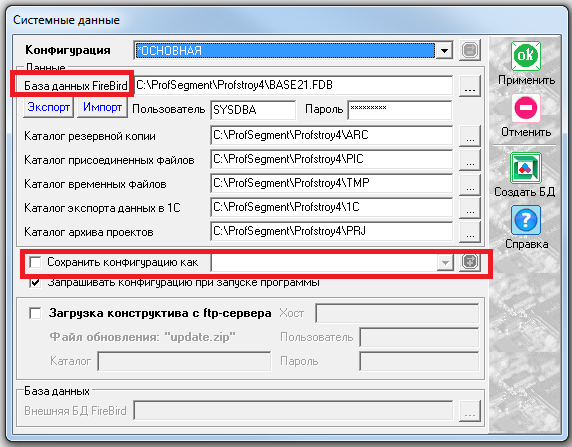 Системные данные
Конфигурация *ОСНОВНАЯ
Данные
База данных FireBird C:\ProfSegment\Profstroy4\BASE21.FDB ...
Экспорт Импорт Пользователь SYSDBA Пароль *********
Каталог резервной копии C:\ProfSegment\Profstroy4\ARC ...
Каталог присоединенных файлов C:\ProfSegment\Profstroy4\PIC ...
Каталог временных файлов C:\ProfSegment\Profstroy4\TMP ...
Каталог экспорта данных в 1С C:\ProfSegment\Profstroy4\1C ...
Каталог архива проектов C:\ProfSegment\Profstroy4\PRJ ...
Сохранить конфигурацию как
Запрашивать конфигурацию при запуске программы
Загрузка конструктива с ftp-сервера Хост
Файл обновления: "update.zip" Пользователь
Каталог Пароль
База данных
Внешняя БД FireBird ...
ok
Применить
Отменить
Создать БД
?
Справка